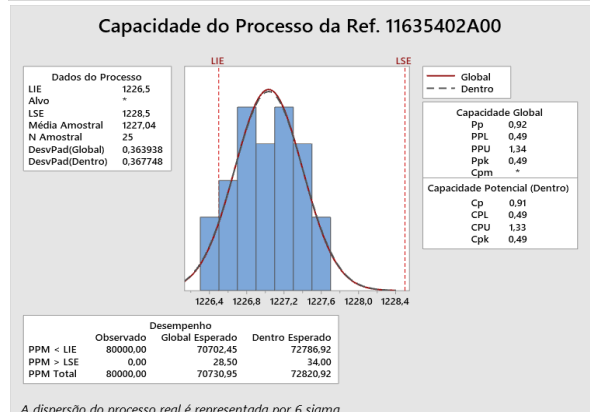 Capacidade do Processo da Ref. 11635402A00
LIE LSE
Dados do Processo
LIE 1226,5
Alvo *
LSE 1228,5
Média Amostral 1227,04
N Amostral 25
DesvPad(Global) 0,363938
DesvPad(Dentro) 0,367748
Global
Dentro
Capacidade Global
Pp 0,92
PPL 0,49
PPU 1,34
Ppk 0,49
Cpm *
Capacidade Potencial (Dentro)
Cp 0,91
CPL 0,49
CPU 1,33
Cpk 0,49
1226,4 1226,8 1227,2 1227,6 1228,0 1228,4
Desempenho
Observado Global Esperado Dentro Esperado
PPM < LIE 80000,00 70702,45 72786,92
PPM > LSE 0,00 28,50 34,00
PPM Total 80000,00 70730,95 72820,92
A dispersão do processo real é representada por 6 sigma.